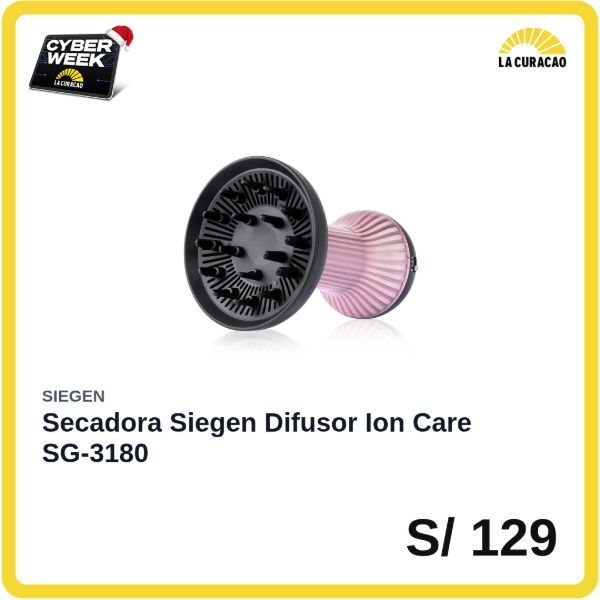 CYBER
WEEK
LA CURACAO
LA CURACAO
SIEGEN
Secadora Siegen Difusor Ion Care
SG-3180
S/ 129